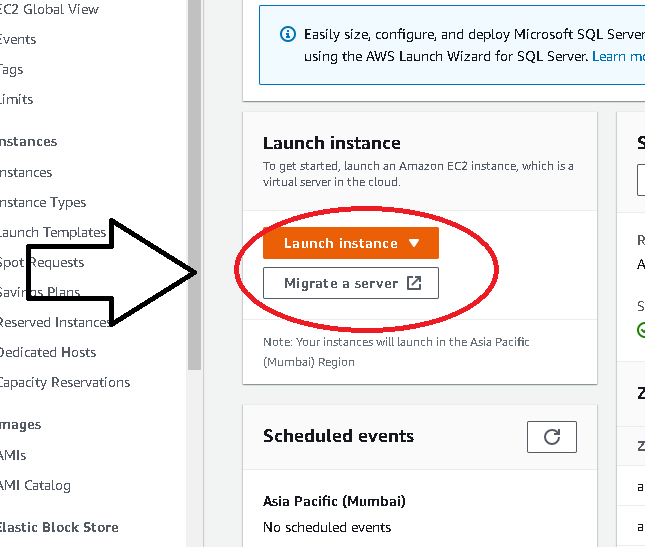 EC2 Global View
Events
Tags
Limits
Instances
Instances
Instance Types
Launch Templates
Spot Requests
Savings Plans
Reserved Instances
Dedicated Hosts
Capacity Reservations
Images
AMIs
AMI Catalog
Elastic Block Store
Easily size, configure, and deploy Microsoft SQL Server
using the AWS Launch Wizard for SQL Server. Learn mo
Launch instance
To get started, launch an Amazon EC2 instance, which is a
virtual server in the cloud.
Launch instance
Migrate a server
Note: Your instances will launch in the Asia Pacific
(Mumbai) Region
Scheduled events
Asia Pacific (Mumbai)
No scheduled events